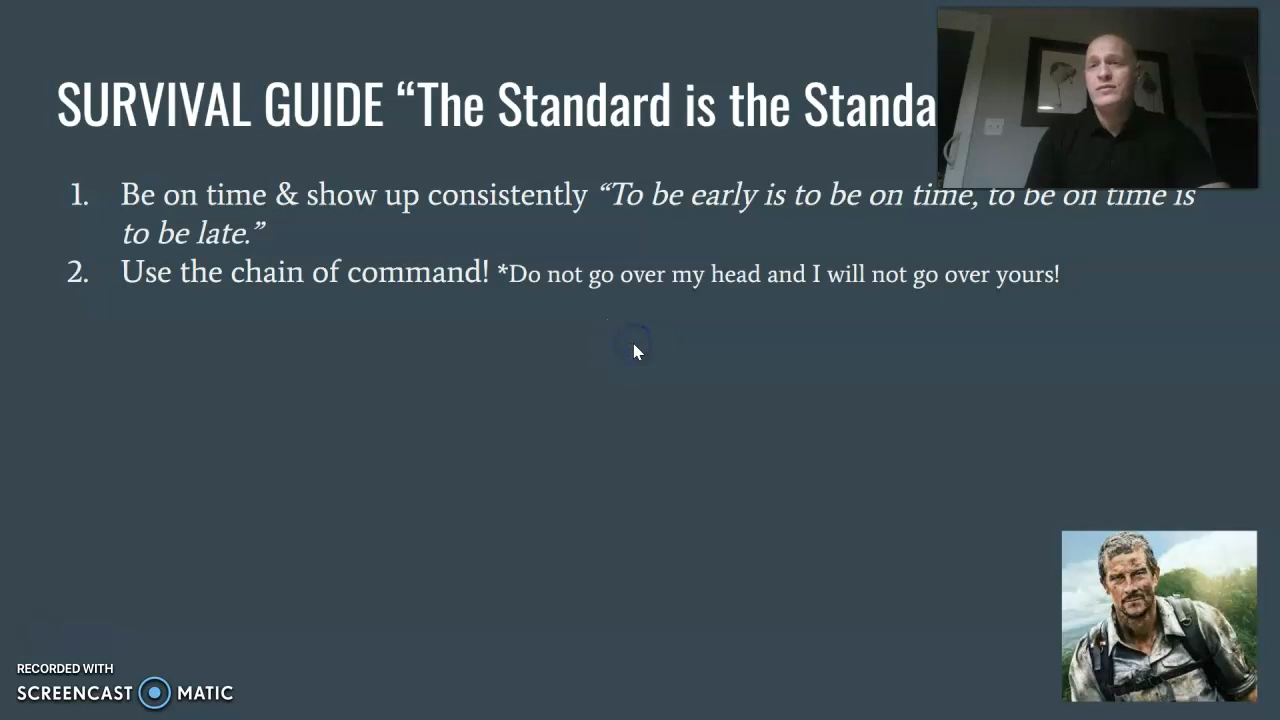 SURVIVAL GUIDE “The Standard is the Standa
1. Be on time & show up consistently “To be early is to be on time, to be on time is
to be late.”
2. Use the chain of command! *Do not go over my head and I will not go over yours!
RECORDED WITH
SCREENCAST MATIC